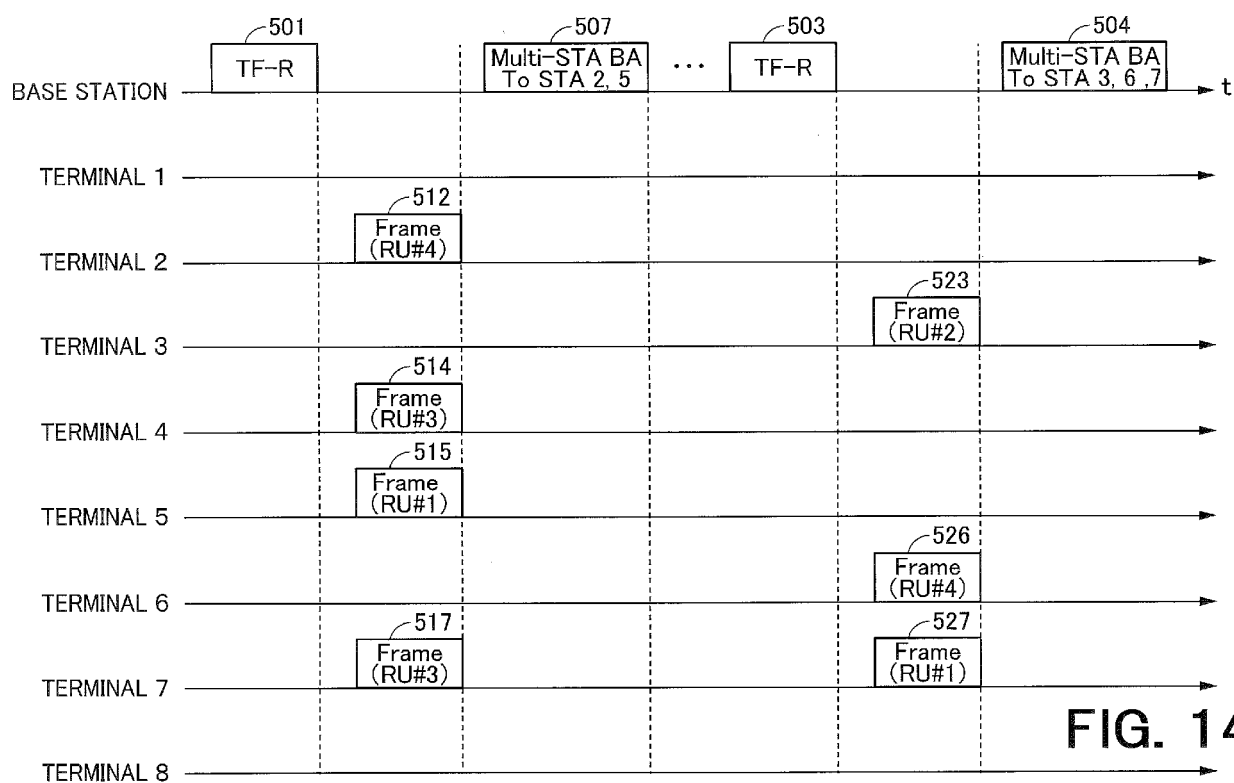 501
507
503
504
TF-R
Multi-STA BA
To STA 2, 5
...
TF-R
Multi-STA BA
To STA 3, 6 ,7
BASE STATION
t
TERMINAL 1
512
Frame
(RU#4)
TERMINAL 2
523
Frame
(RU#2)
TERMINAL 3
514
Frame
(RU#3)
TERMINAL 4
515
Frame
(RU#1)
TERMINAL 5
526
Frame
(RU#4)
TERMINAL 6
517
Frame
(RU#3)
527
Frame
(RU#1)
TERMINAL 7
FIG. 14
TERMINAL 8